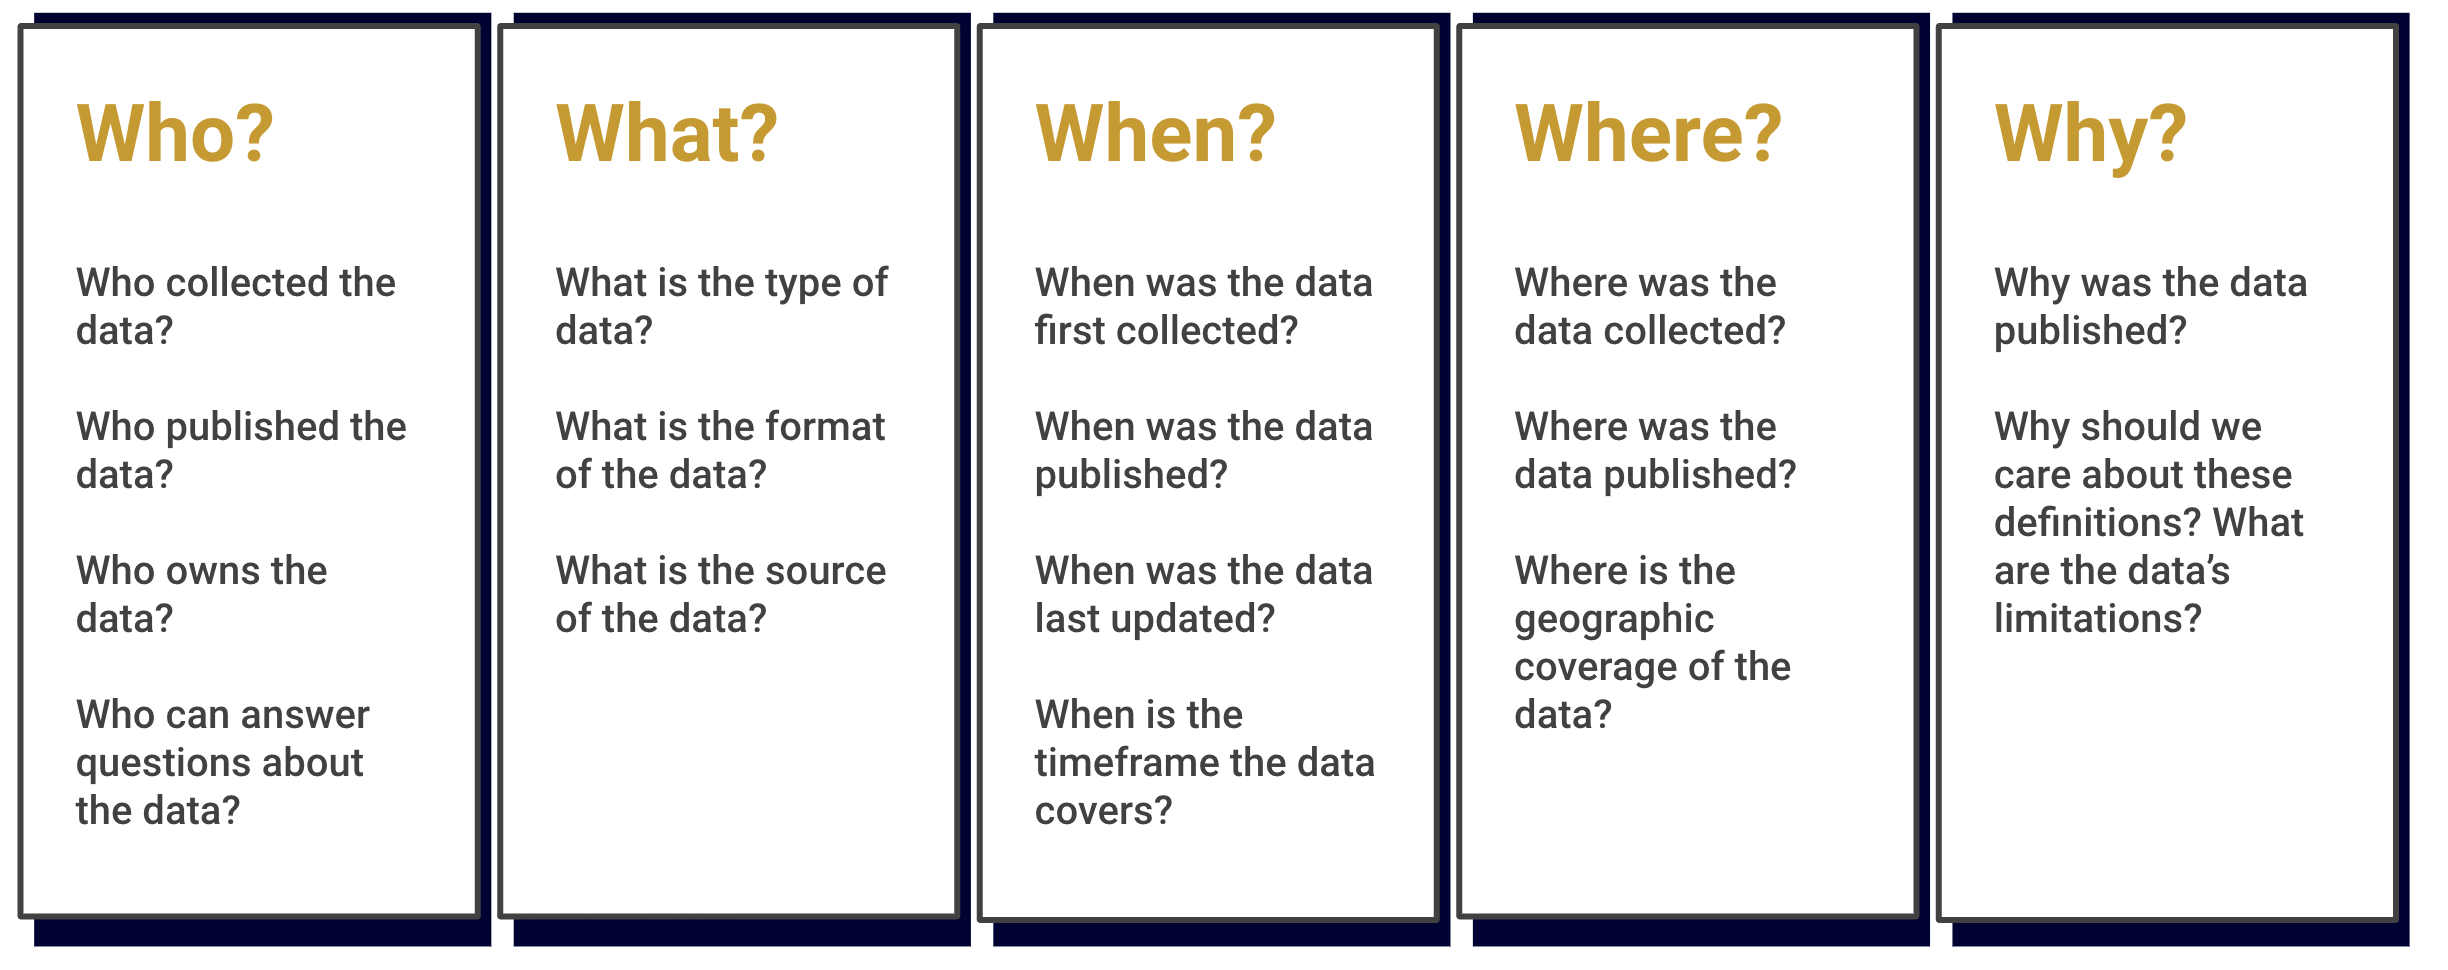 Who?
Who collected the
data?
Who published the
data?
Who owns the
data?
Who can answer
questions about
the data?
What?
What is the type of
data?
What is the format
of the data?
What is the source
of the data?
When?
When was the data
first collected?
When was the data
published?
When was the data
last updated?
When is the
timeframe the data
covers?
Where?
Where was the
data collected?
Where was the
data published?
Where is the
geographic
coverage of the
data?
Why?
Why was the data
published?
Why should we
care about these
definitions? What
are the data’s
limitations?